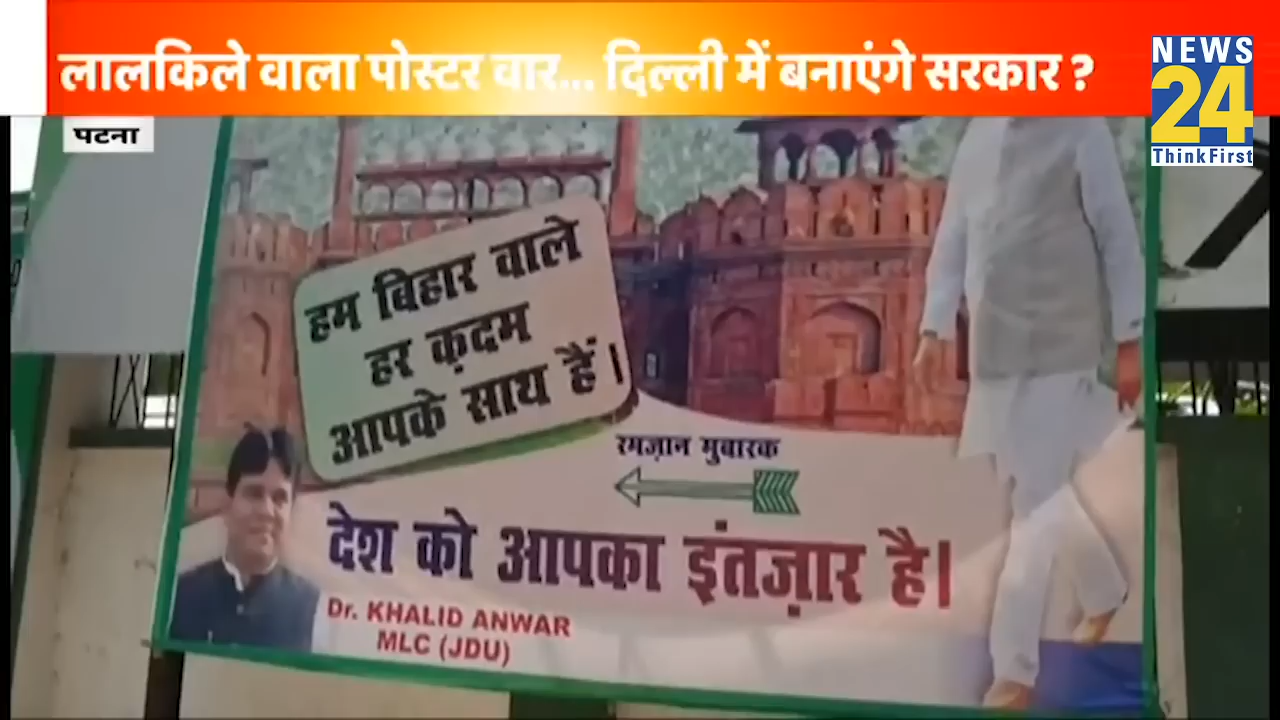 लालकिले वाला पोस्टर वार... दिल्ली में बनाएंगे सरकार ?
NEWS
24
ThinkFirst
पटना
हम बिहार वाले
हर क़दम
आपके साथ हैं।
रमज़ान मुबारक
देश को आपका इंतज़ार है।
Dr. KHALID ANWAR
MLC (JDU)